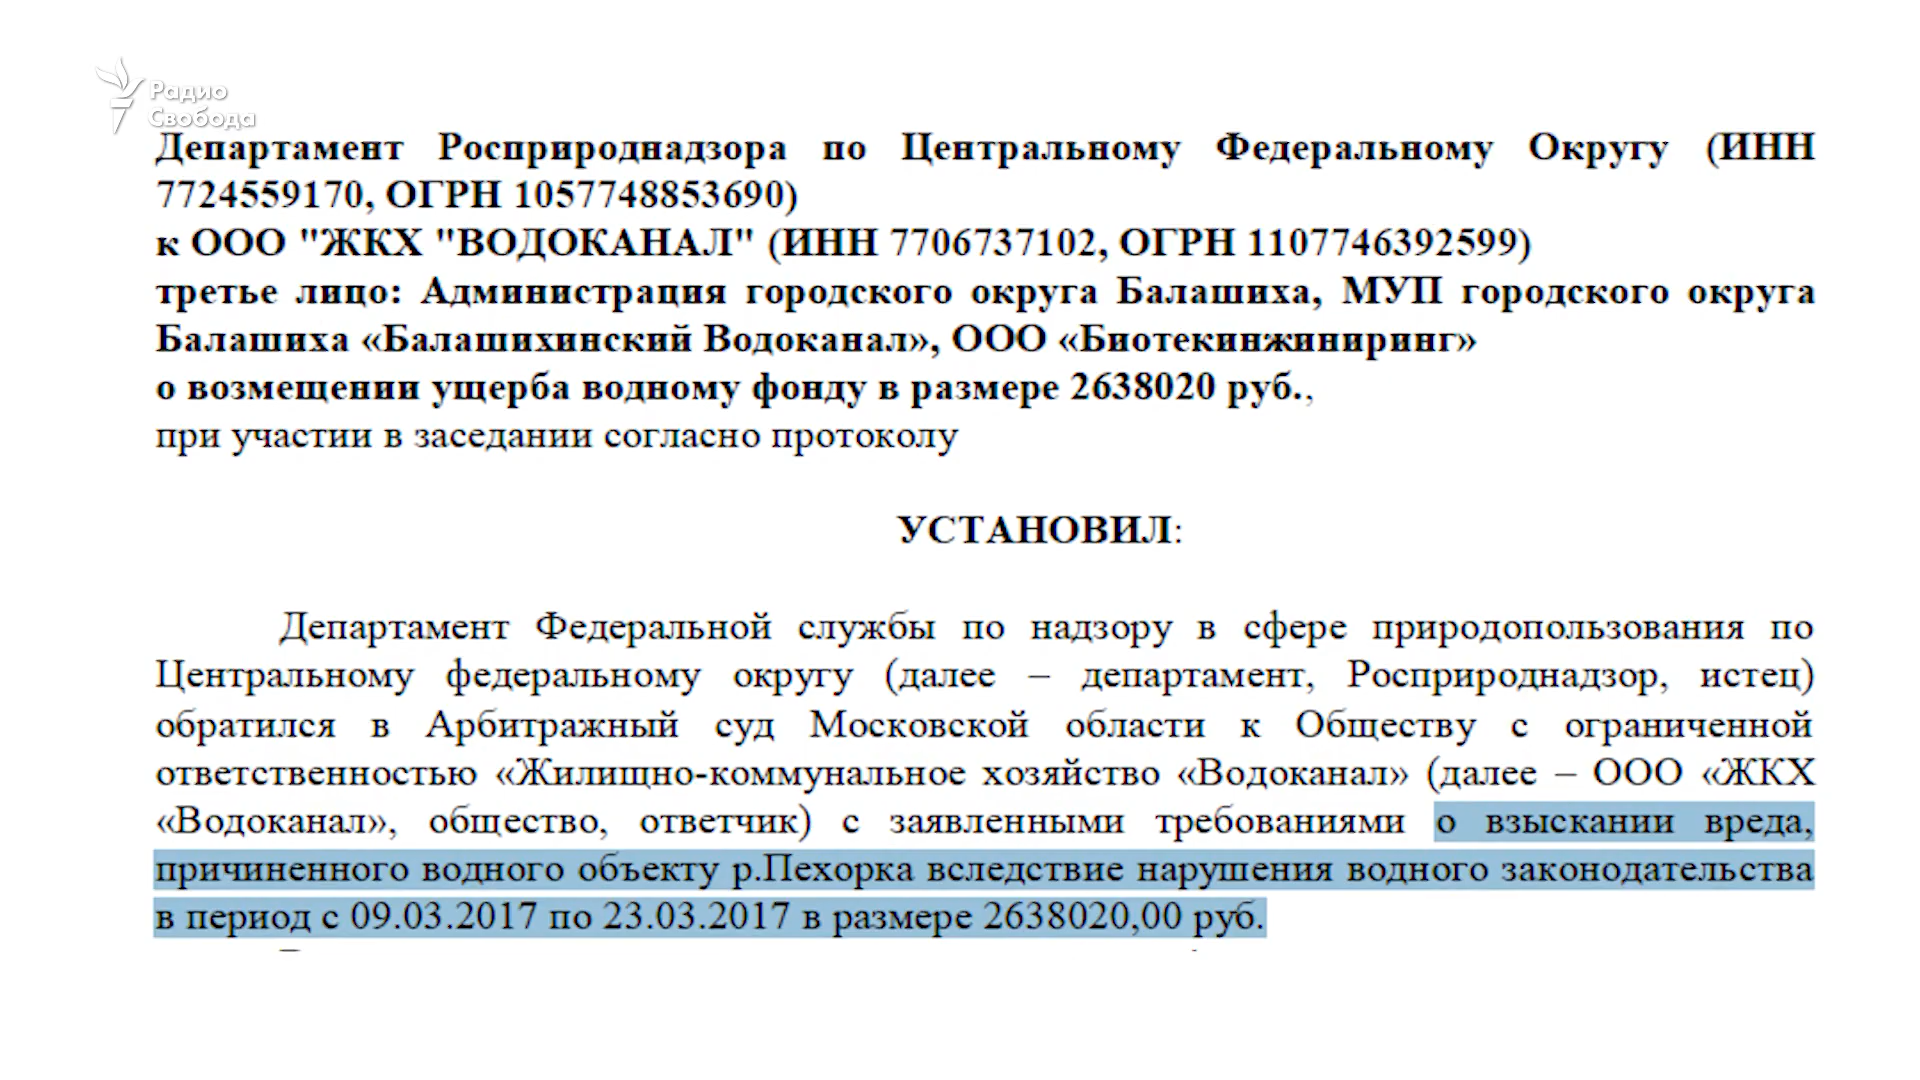 Радио
Свобода
Департамент Росприроднадзора по Центральному Федеральному Округу (ИНН
7724559170, ОГРН 1057748853690)
к ООО "ЖКХ "ВОДОКАНАЛ" (ИНН 7706737102, ОГРН 1107746392599)
третье лицо: Администрация городского округа Балашиха, МУП городского округа
Балашиха «Балашихинский Водоканал», ООО «Биотекинжиниринг»
о возмещении ущерба водному фонду в размере 2638020 руб.,
при участии в заседании согласно протоколу
УСТАНОВИЛ:
Департамент Федеральной службы по надзору в сфере природопользования по
Центральному федеральному округу (далее – департамент, Росприроднадзор, истец)
обратился в Арбитражный суд Московской области к Обществу с ограниченной
ответственностью «Жилищно-коммунальное хозяйство «Водоканал» (далее – ООО «ЖКХ
«Водоканал», общество, ответчик) с заявленными требованиями о взыскании вреда,
причиненного водного объекту р.Пехорка вследствие нарушения водного законодательства
в период с 09.03.2017 по 23.03.2017 в размере 2638020,00 руб.